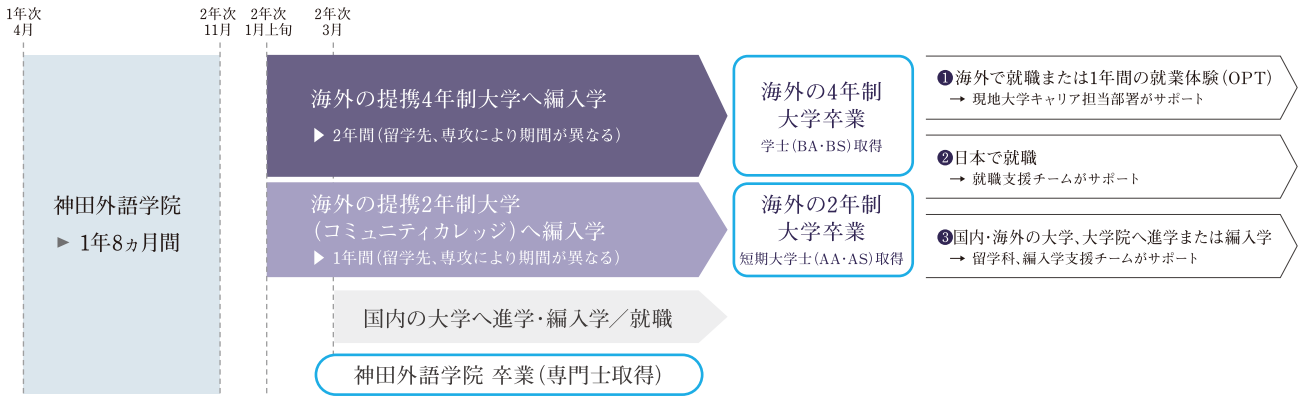 1年次
4月
2年次
11月
2年次
1月上旬
2年次
3月
神田外語学院
▶ 1年8ヵ月間
海外の提携4年制大学へ編入学
▶ 2年間(留学先、専攻により期間が異なる)
海外の提携2年制大学
(コミュニティカレッジ)へ編入学
▶ 1年間(留学先、専攻により期間が異なる)
国内の大学へ進学・編入学／就職
神田外語学院 卒業(専門士取得)
海外の4年制
大学卒業
学士(BA・BS)取得
海外の2年制
大学卒業
短期大学士(AA・AS)取得
❶海外で就職または1年間の就業体験(OPT)
→ 現地大学キャリア担当部署がサポート
❷日本で就職
→ 就職支援チームがサポート
❸国内・海外の大学、大学院へ進学または編入学
→ 留学科、編入学支援チームがサポート